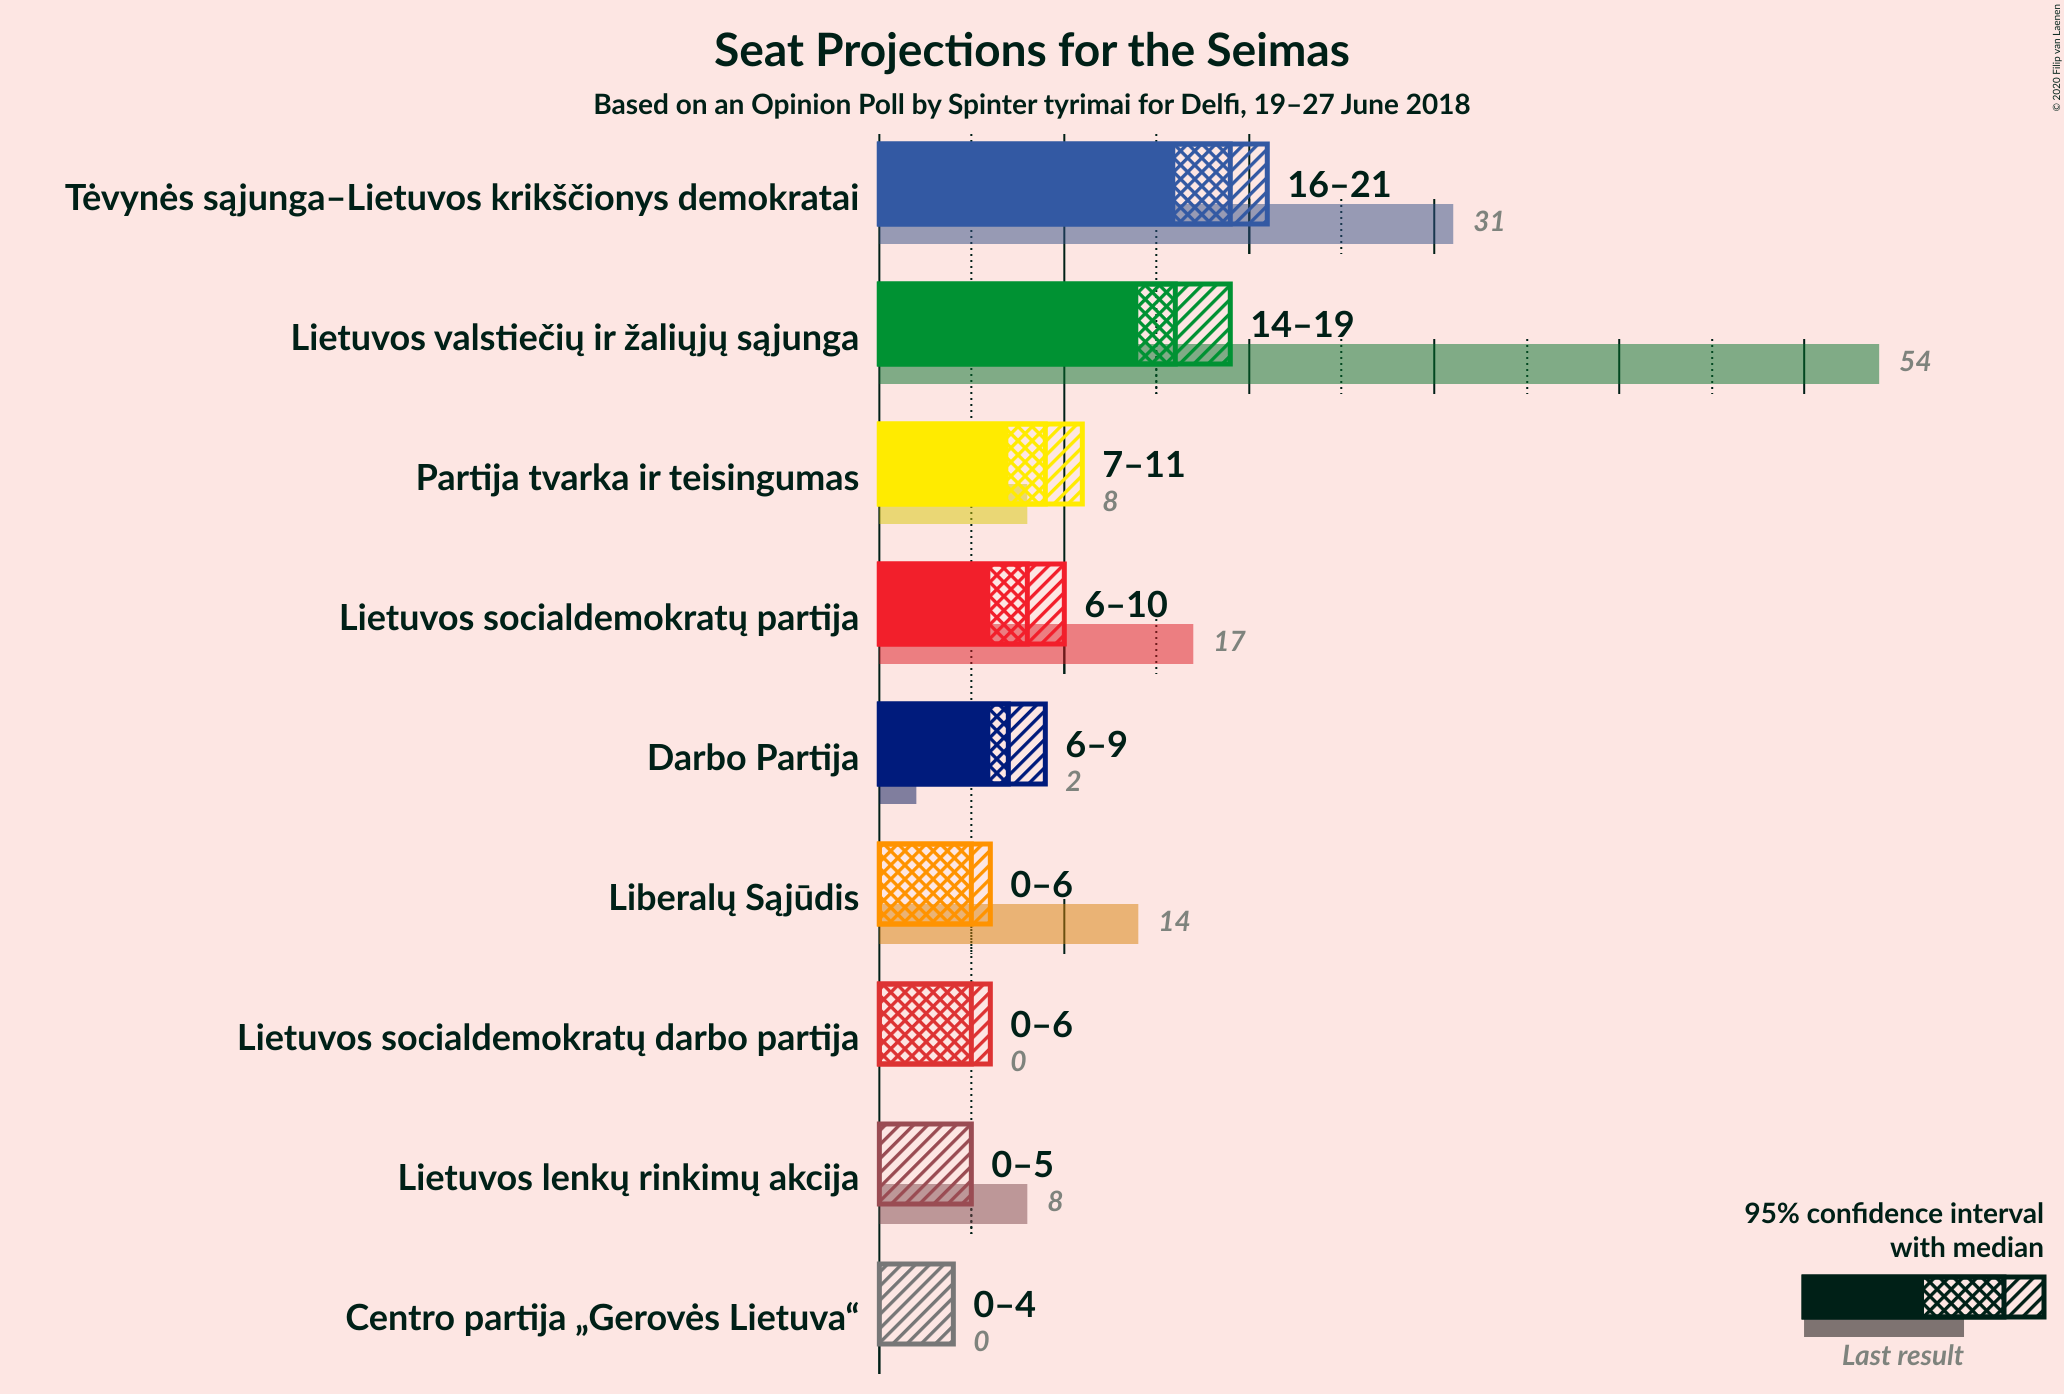 Seat Projections for the Seimas
Based on an Opinion Poll by Spinter tyrimai for Delfi, 19–27 June 2018
© 2020 Filip van Laenen
Tėvynės sąjunga–Lietuvos krikščionys demokratai
16–21
31
Lietuvos valstiečių ir žaliųjų sąjunga
14–19
54
Partija tvarka ir teisingumas
7–11
8
Lietuvos socialdemokratų partija
6–10
17
Darbo Partija
6–9
2
Liberalų Sąjūdis
0–6
14
Lietuvos socialdemokratų darbo partija
0–6
0
Lietuvos lenkų rinkimų akcija
0–5
8
Centro partija „Gerovės Lietuva“
0–4
0
95% confidence interval
with median
Last result